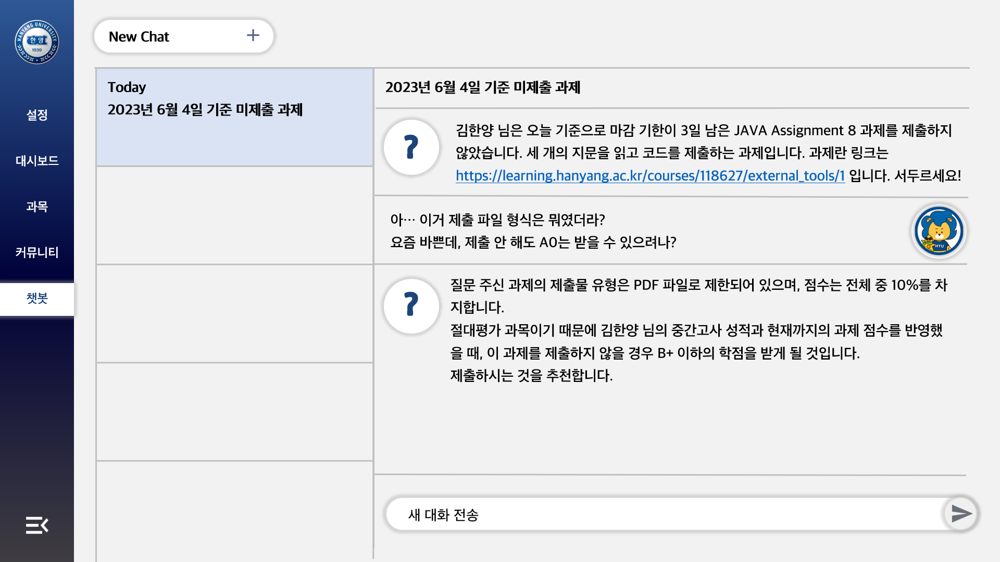 HANYANG UNIVERSITY
한양
1939
설정
대시보드
과목
커뮤니티
챗봇
New Chat
Today
2023년 6월 4일 기준 미제출 과제
2023년 6월 4일 기준 미제출 과제
?
김한양 님은 오늘 기준으로 마감 기한이 3일 남은 JAVA Assignment 8 과제를 제출하지
않았습니다. 세 개의 지문을 읽고 코드를 제출하는 과제입니다. 과제란 링크는
https://learning.hanyang.ac.kr/courses/118627/external_tools/1 입니다. 서두르세요!
아… 이거 제출 파일 형식은 뭐였더라?
요즘 바쁜데, 제출 안 해도 A0는 받을 수 있으려나?
HYU
?
질문 주신 과제의 제출물 유형은 PDF 파일로 제한되어 있으며, 점수는 전체 중 10%를 차
지합니다.
절대평가 과목이기 때문에 김한양 님의 중간고사 성적과 현재까지의 과제 점수를 반영했
을 때, 이 과제를 제출하지 않을 경우 B+ 이하의 학점을 받게 될 것입니다.
제출하시는 것을 추천합니다.
새 대화 전송